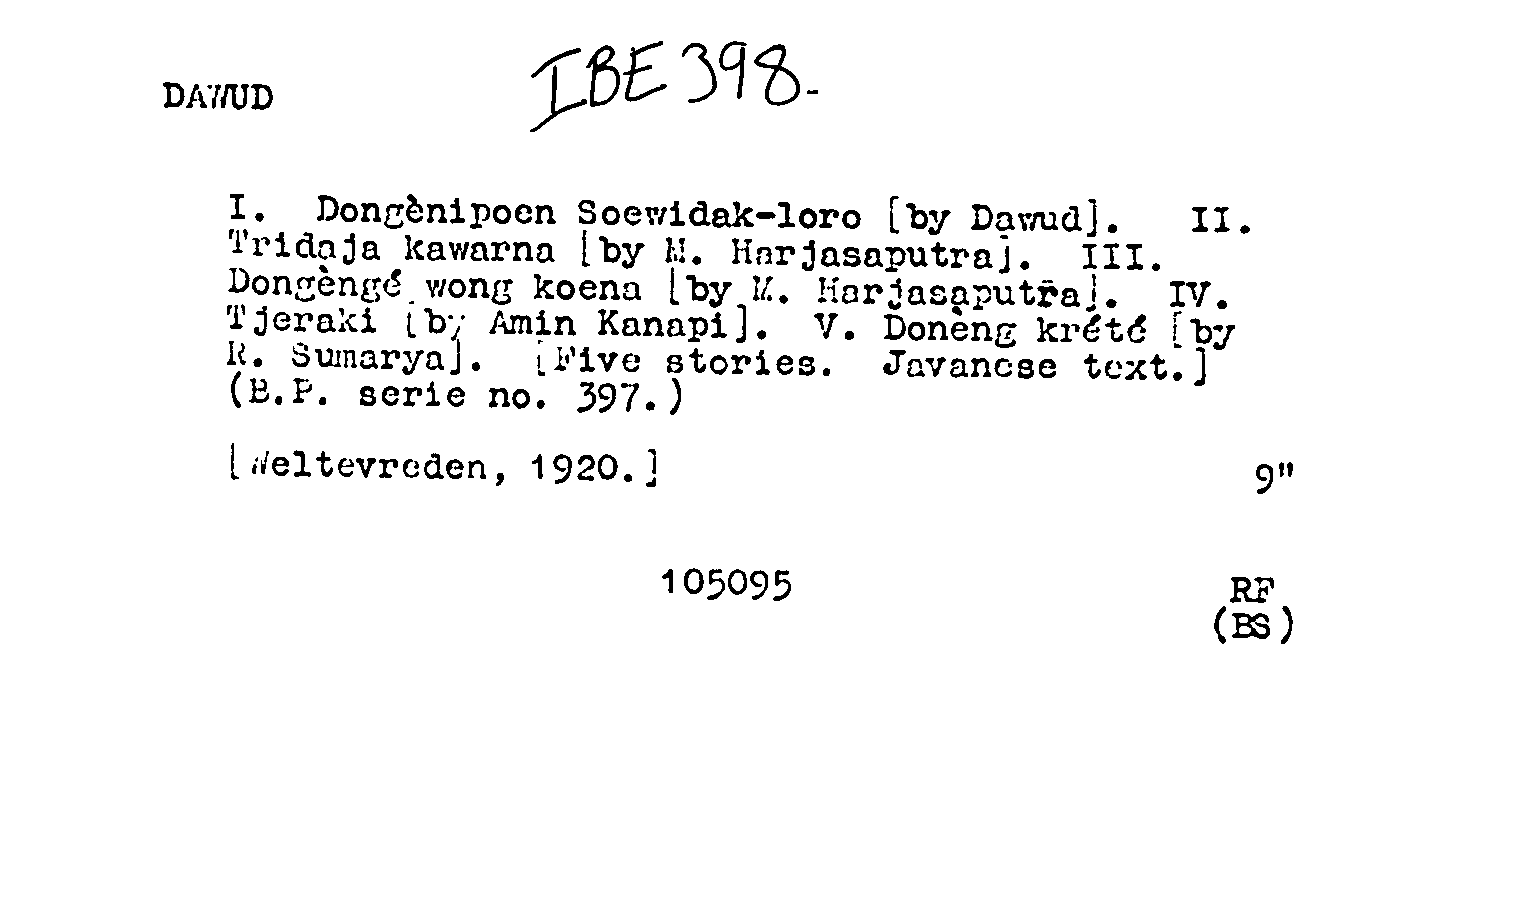 DAWUD
IBE 398.
I. Dongènipoen Soewidak-loro [by Dawud]. II.
Tridaja kawarna [by M. Harjasaputra]. III.
Dongèngé wong koena [by M. Harjasaputra]. IV.
Tjeraki [by Amin Kanapi]. V. Donèng krété [by
R. Sumarya]. [Five stories. Javanese text.]
(B.P. serie no. 397.)
[Weltevreden, 1920.]
9"
105095
RF
(BS)